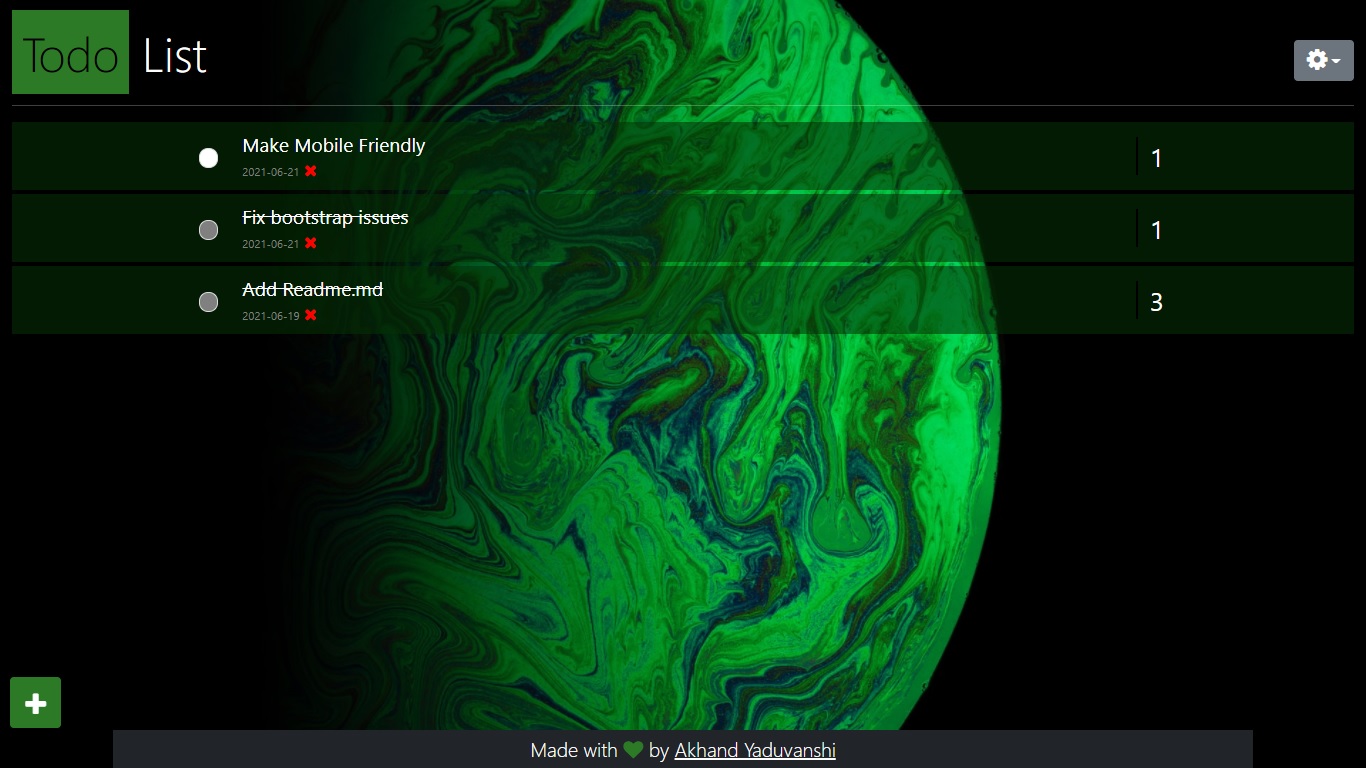 Todo List
Make Mobile Friendly
2021-06-21
1
Fix bootstrap issues
2021-06-21
1
Add Readme.md
2021-06-19
3
Made with by Akhand Yaduvanshi